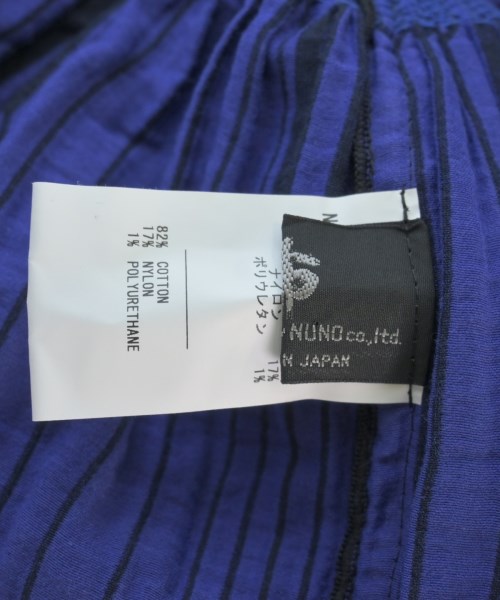 82% COTTON
17% NYLON
1% POLYURETHANE
ナイロン 17%
ポリウレタン 1%
NUNO co.,ltd.
N JAPAN
N